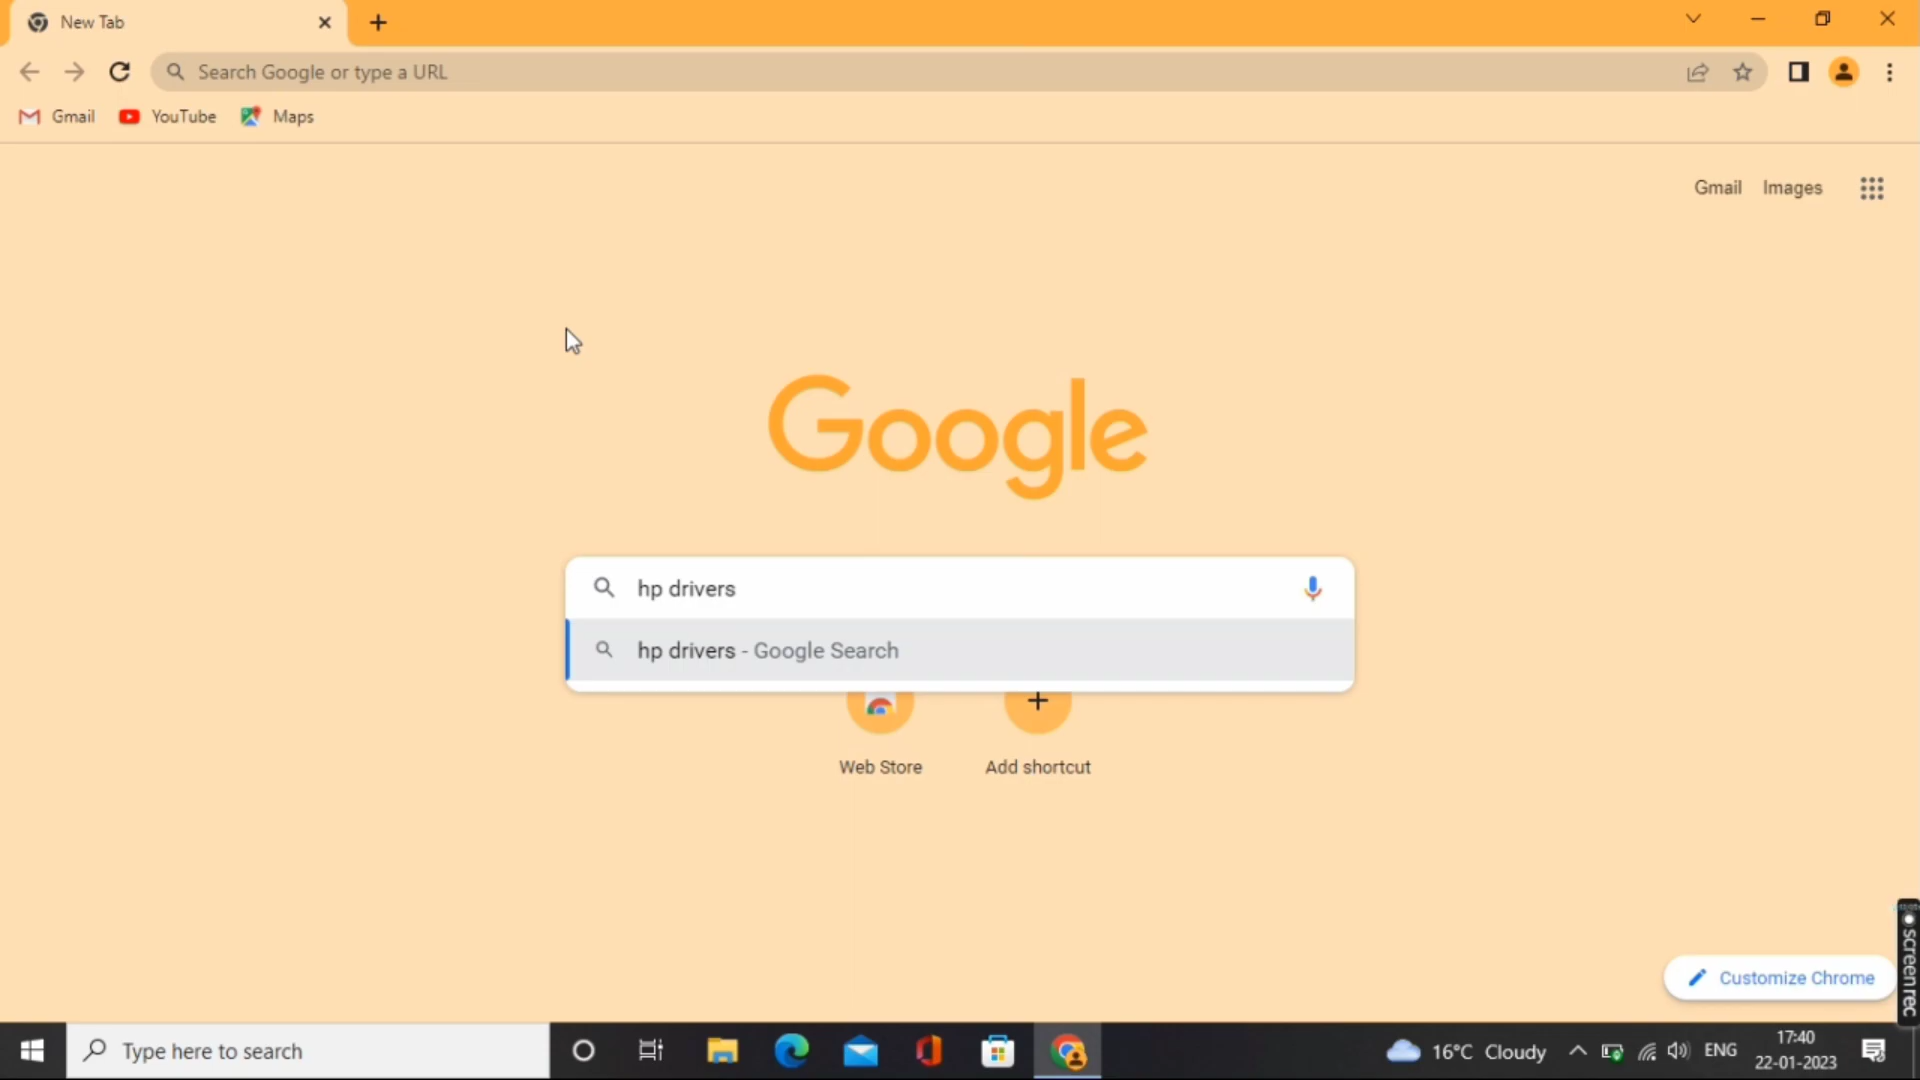 New Tab
Search Google or type a URL
Gmail YouTube Maps
Gmail Images
Google
hp drivers
hp drivers - Google Search
Web Store Add shortcut
Customize Chrome
screenrec
Type here to search
16°C Cloudy ENG 17:40
22-01-2023